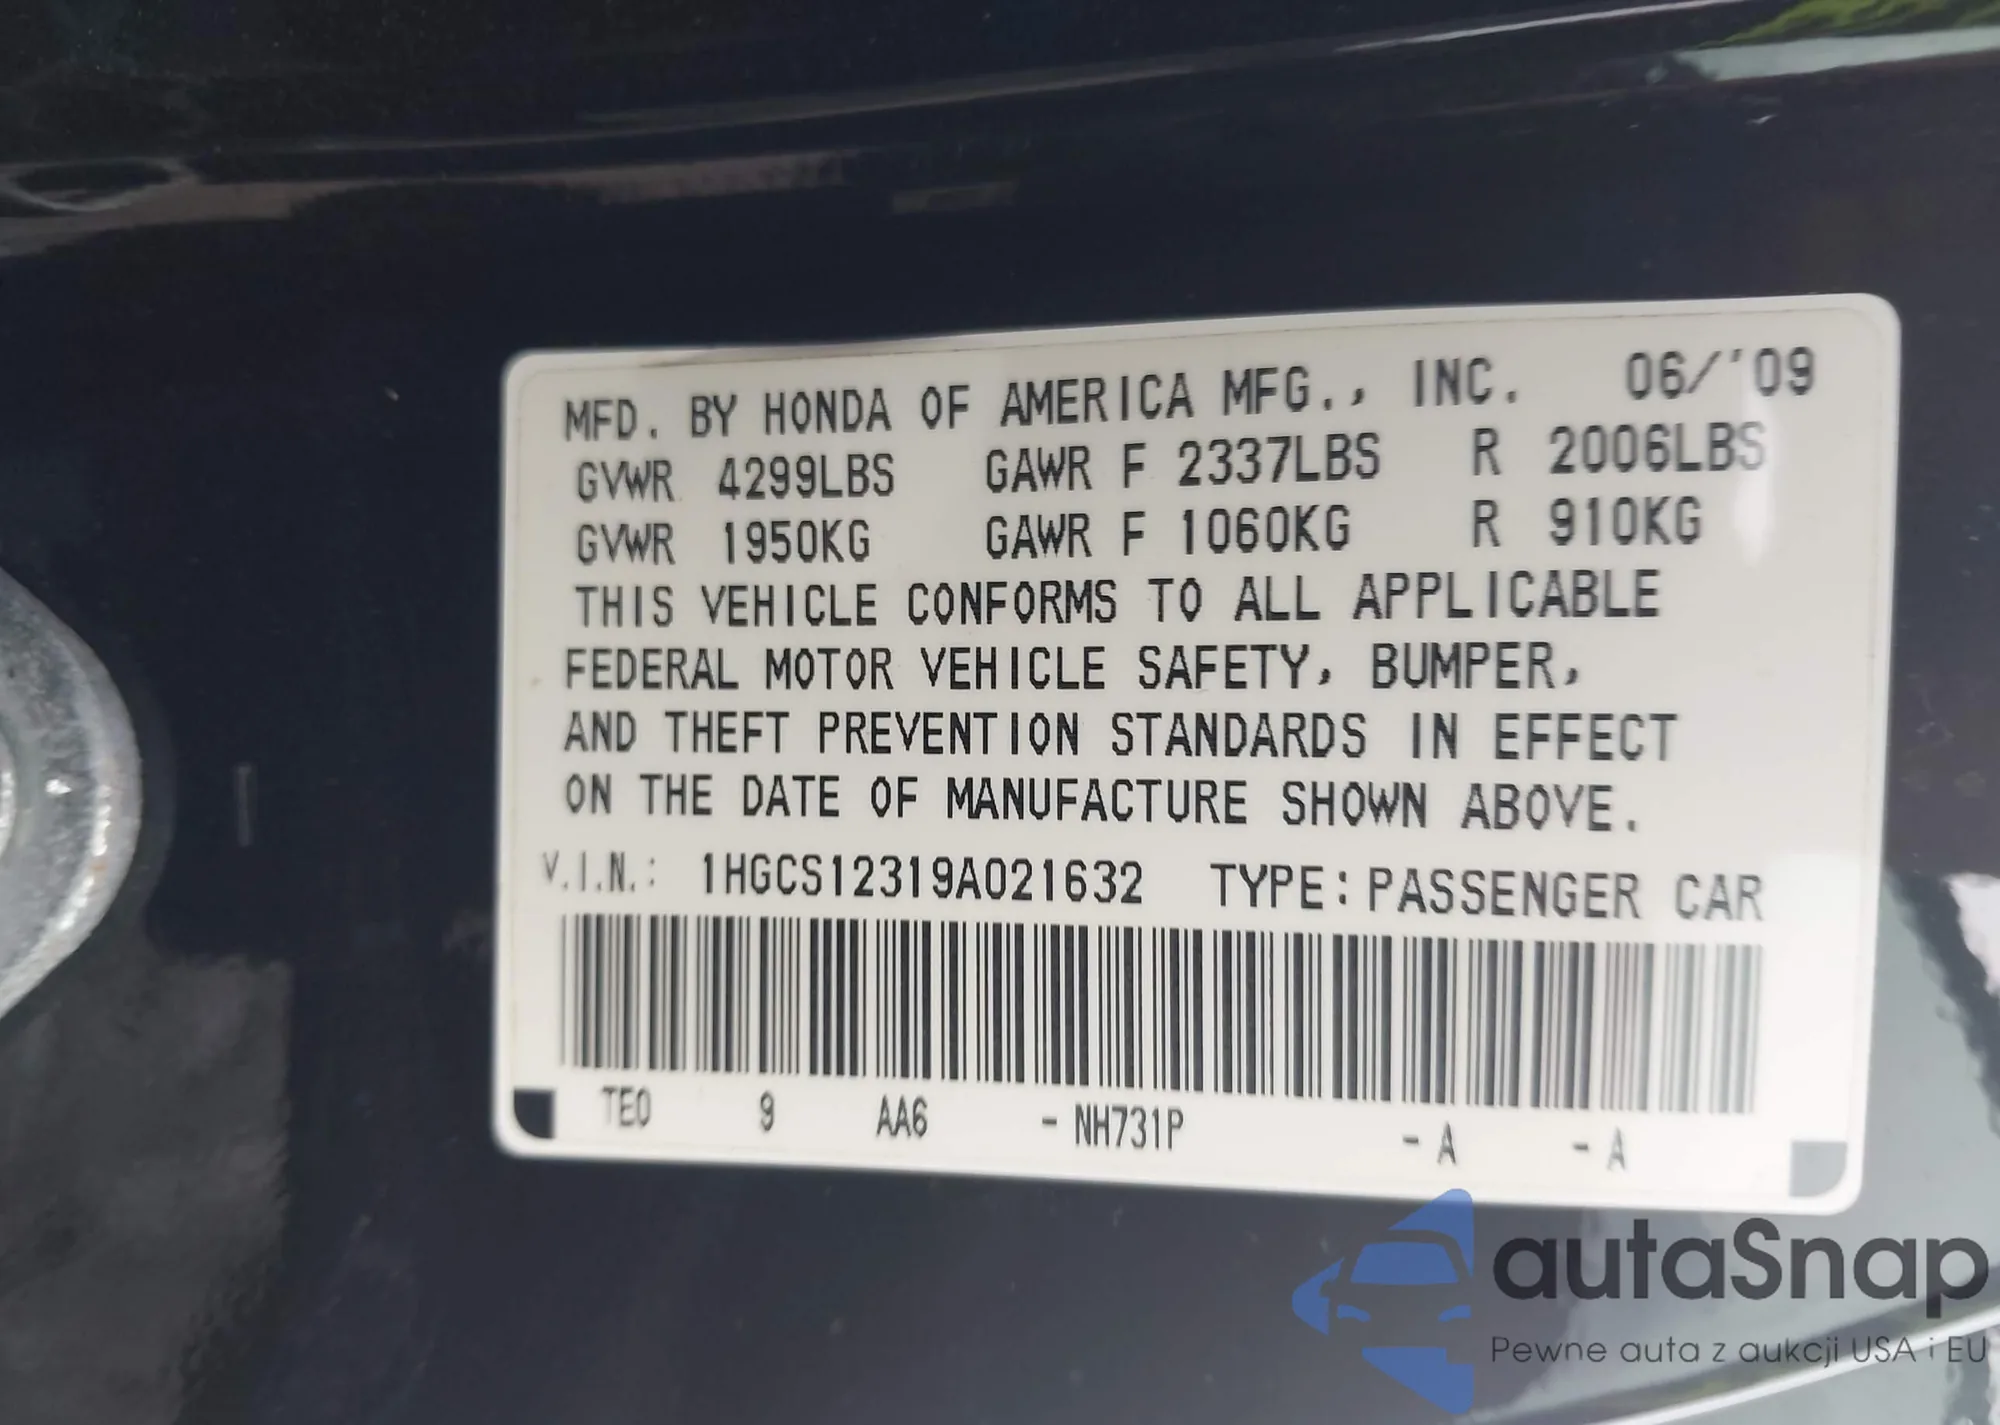 MFD. BY HONDA OF AMERICA MFG., INC. 06/'09
GVWR 4299LBS GAWR F 2337LBS R 2006LBS
GVWR 1950KG GAWR F 1060KG R 910KG
THIS VEHICLE CONFORMS TO ALL APPLICABLE
FEDERAL MOTOR VEHICLE SAFETY, BUMPER,
AND THEFT PREVENTION STANDARDS IN EFFECT
ON THE DATE OF MANUFACTURE SHOWN ABOVE.
V.I.N.: 1HGCS12319A021632 TYPE: PASSENGER CAR
TE0 9 AA6 - NH731P - A - A
autaSnap
Pewne auta z aukcji USA i EU